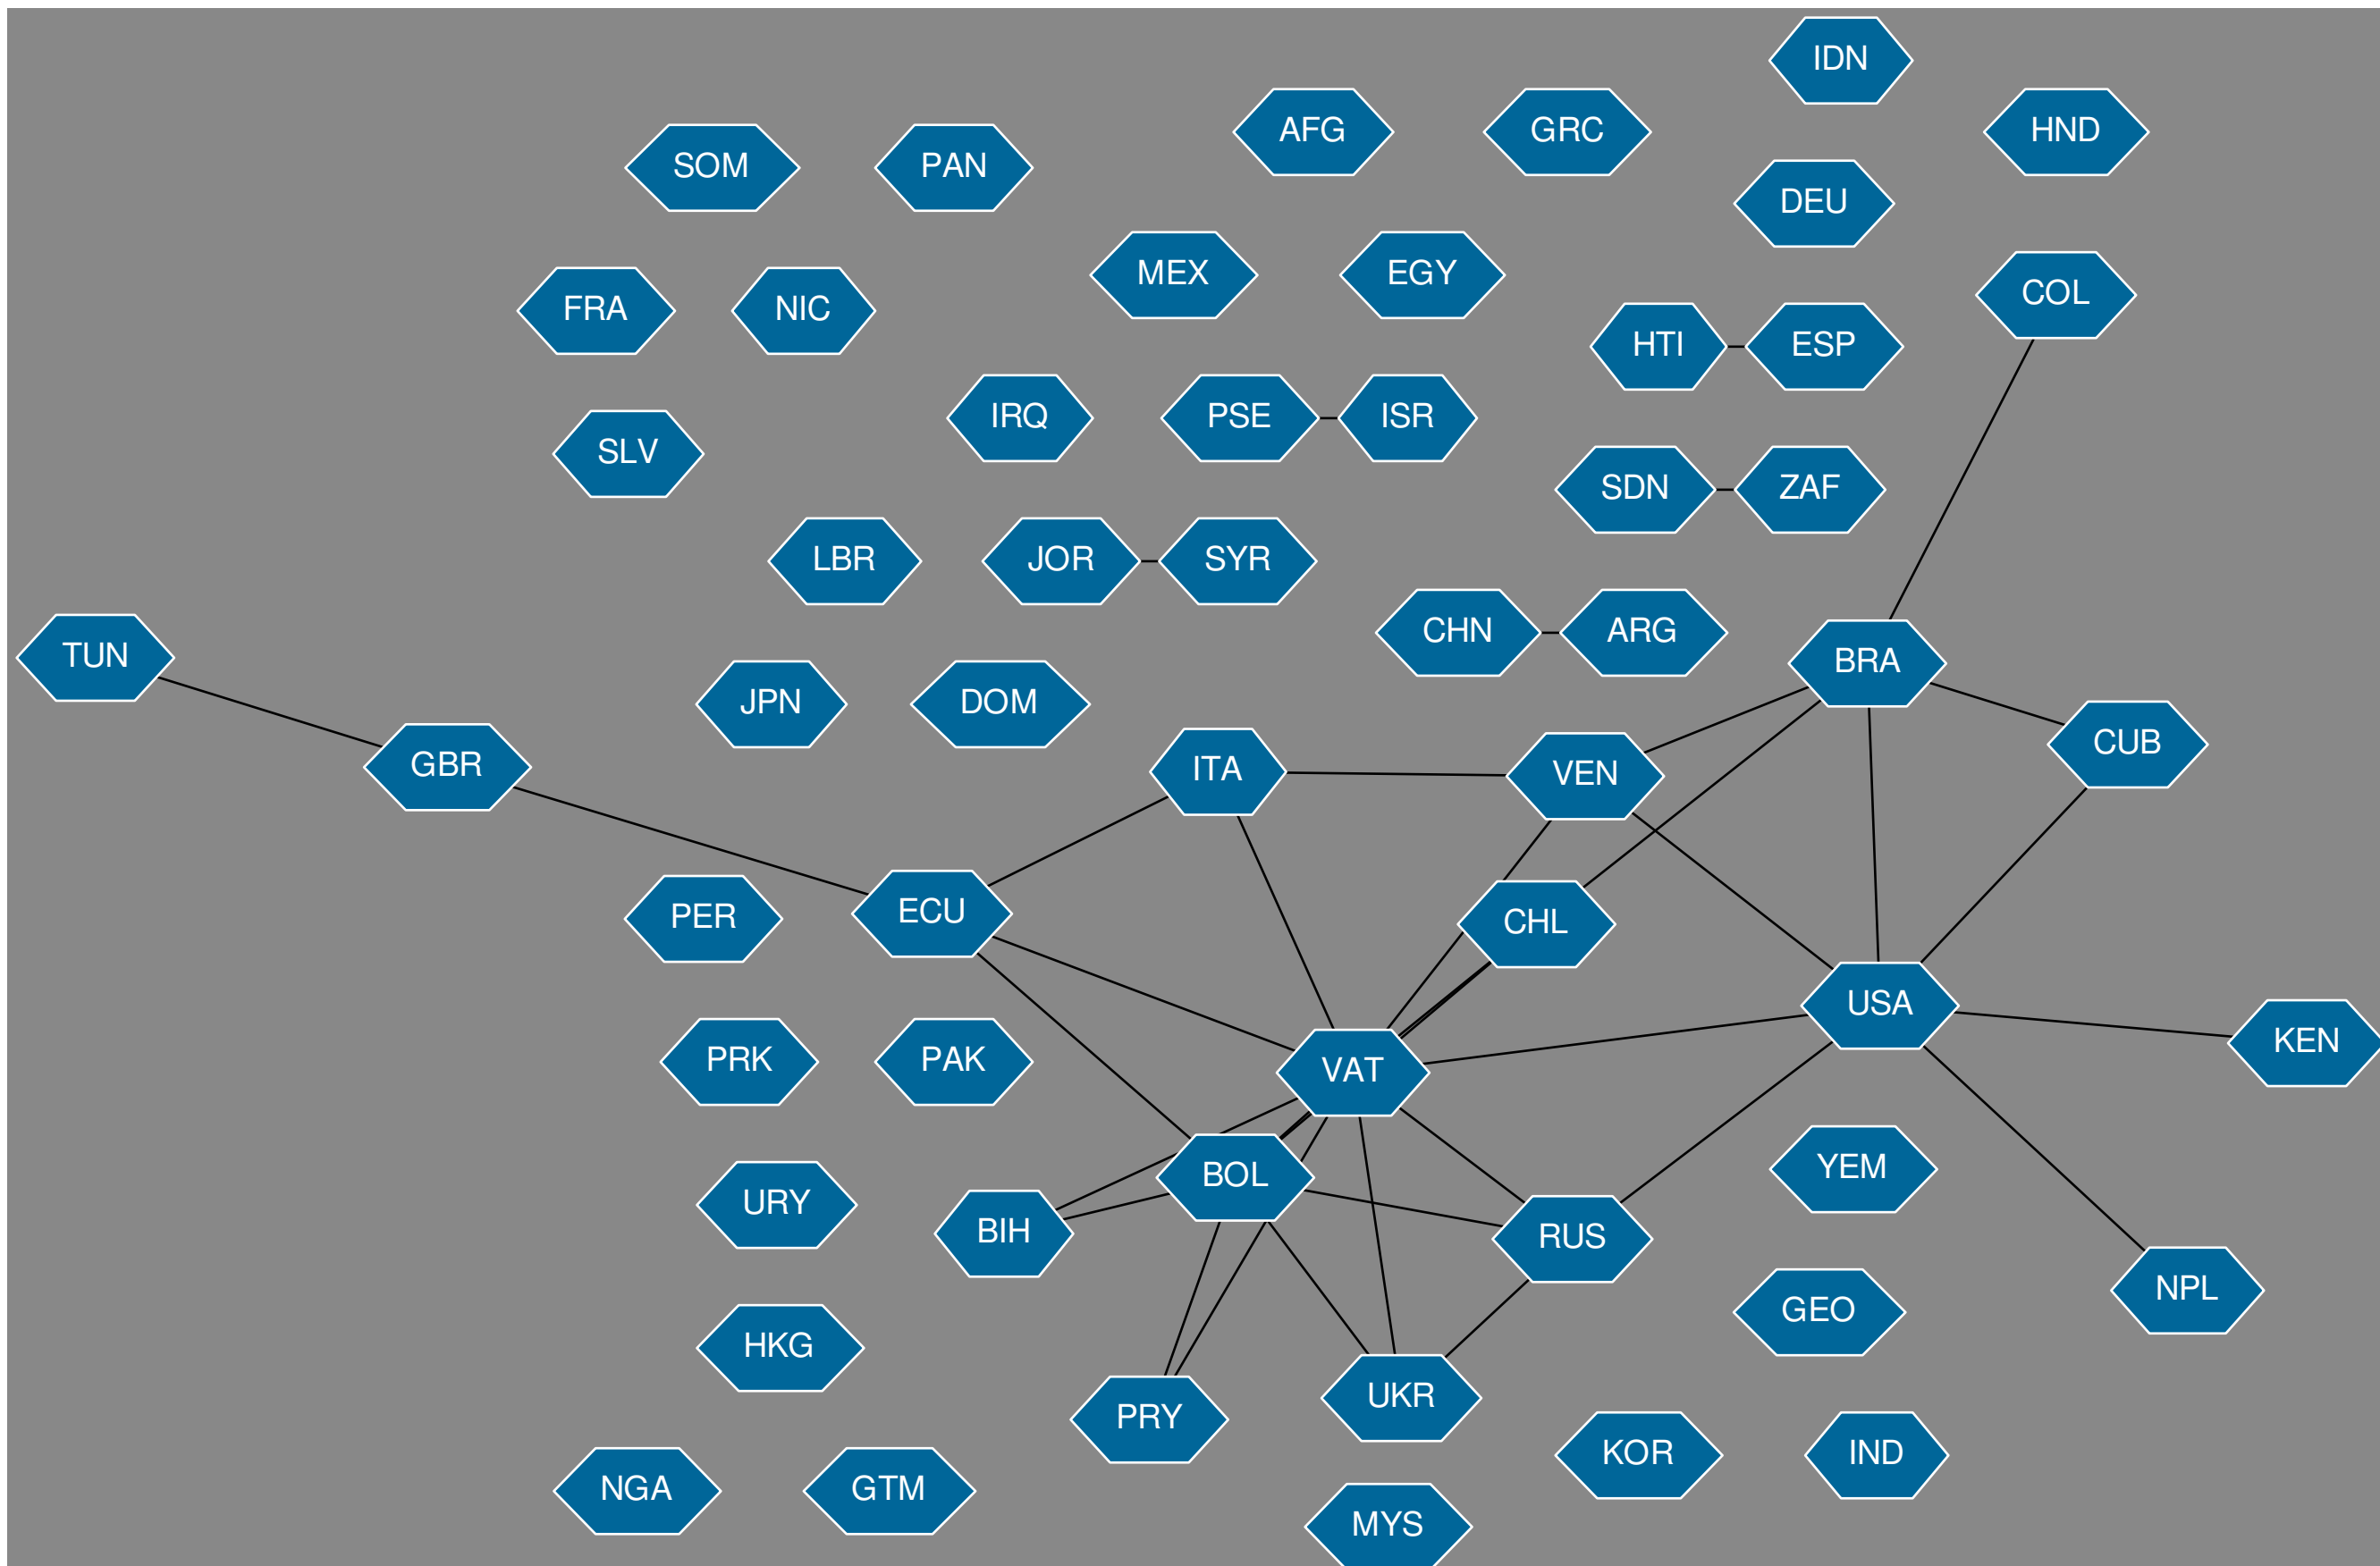 IDN
AFG
GRC
HND
SOM
PAN
DEU
MEX
EGY
COL
FRA
NIC
HTI
ESP
IRQ
PSE
ISR
SLV
SDN
ZAF
LBR
JOR
SYR
CHN
ARG
TUN
BRA
JPN
DOM
CUB
GBR
ITA
VEN
PER
ECU
CHL
USA
KEN
PRK
PAK
VAT
YEM
BOL
URY
BIH
RUS
NPL
GEO
HKG
UKR
PRY
KOR
IND
NGA
GTM
MYS